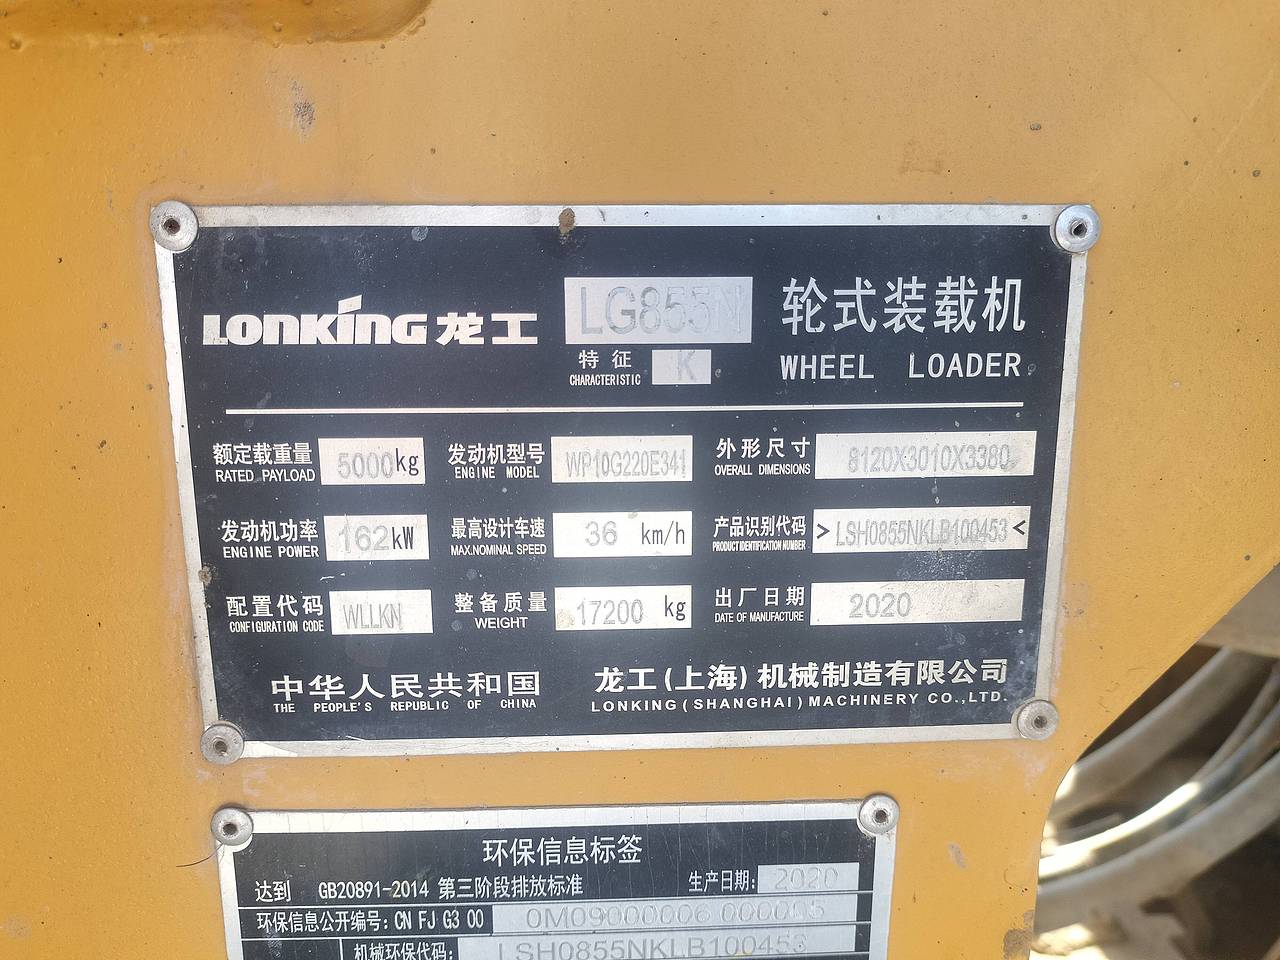 LONKING 龙工 LG855N 轮式装载机
特征 CHARACTERISTIC K WHEEL LOADER
额定载重量 RATED PAYLOAD 5000kg 发动机型号 ENGINE MODEL WP10G220E341 外形尺寸 OVERALL DIMENSIONS 8120X3010X3380
发动机功率 ENGINE POWER 162kW 最高设计车速 MAX.NOMINAL SPEED 36 km/h 产品识别代码 PRODUCT IDENTIFICATION NUMBER >LSH0855NKLB100453<
配置代码 CONFIGURATION CODE WLLKN 整备质量 WEIGHT 17200 kg 出厂日期 DATE OF MANUFACTURE 2020
中华人民共和国 龙工(上海)机械制造有限公司
THE PEOPLE'S REPUBLIC OF CHINA LONKING(SHANGHAI)MACHINERY CO.,LTD.
环保信息标签
达到 GB20891-2014 第三阶段排放标准 生产日期: 2020
环保信息公开编号: CN FJ G3 00 0M09000006 000005
机械环保代码: LSH0855NKLB100453